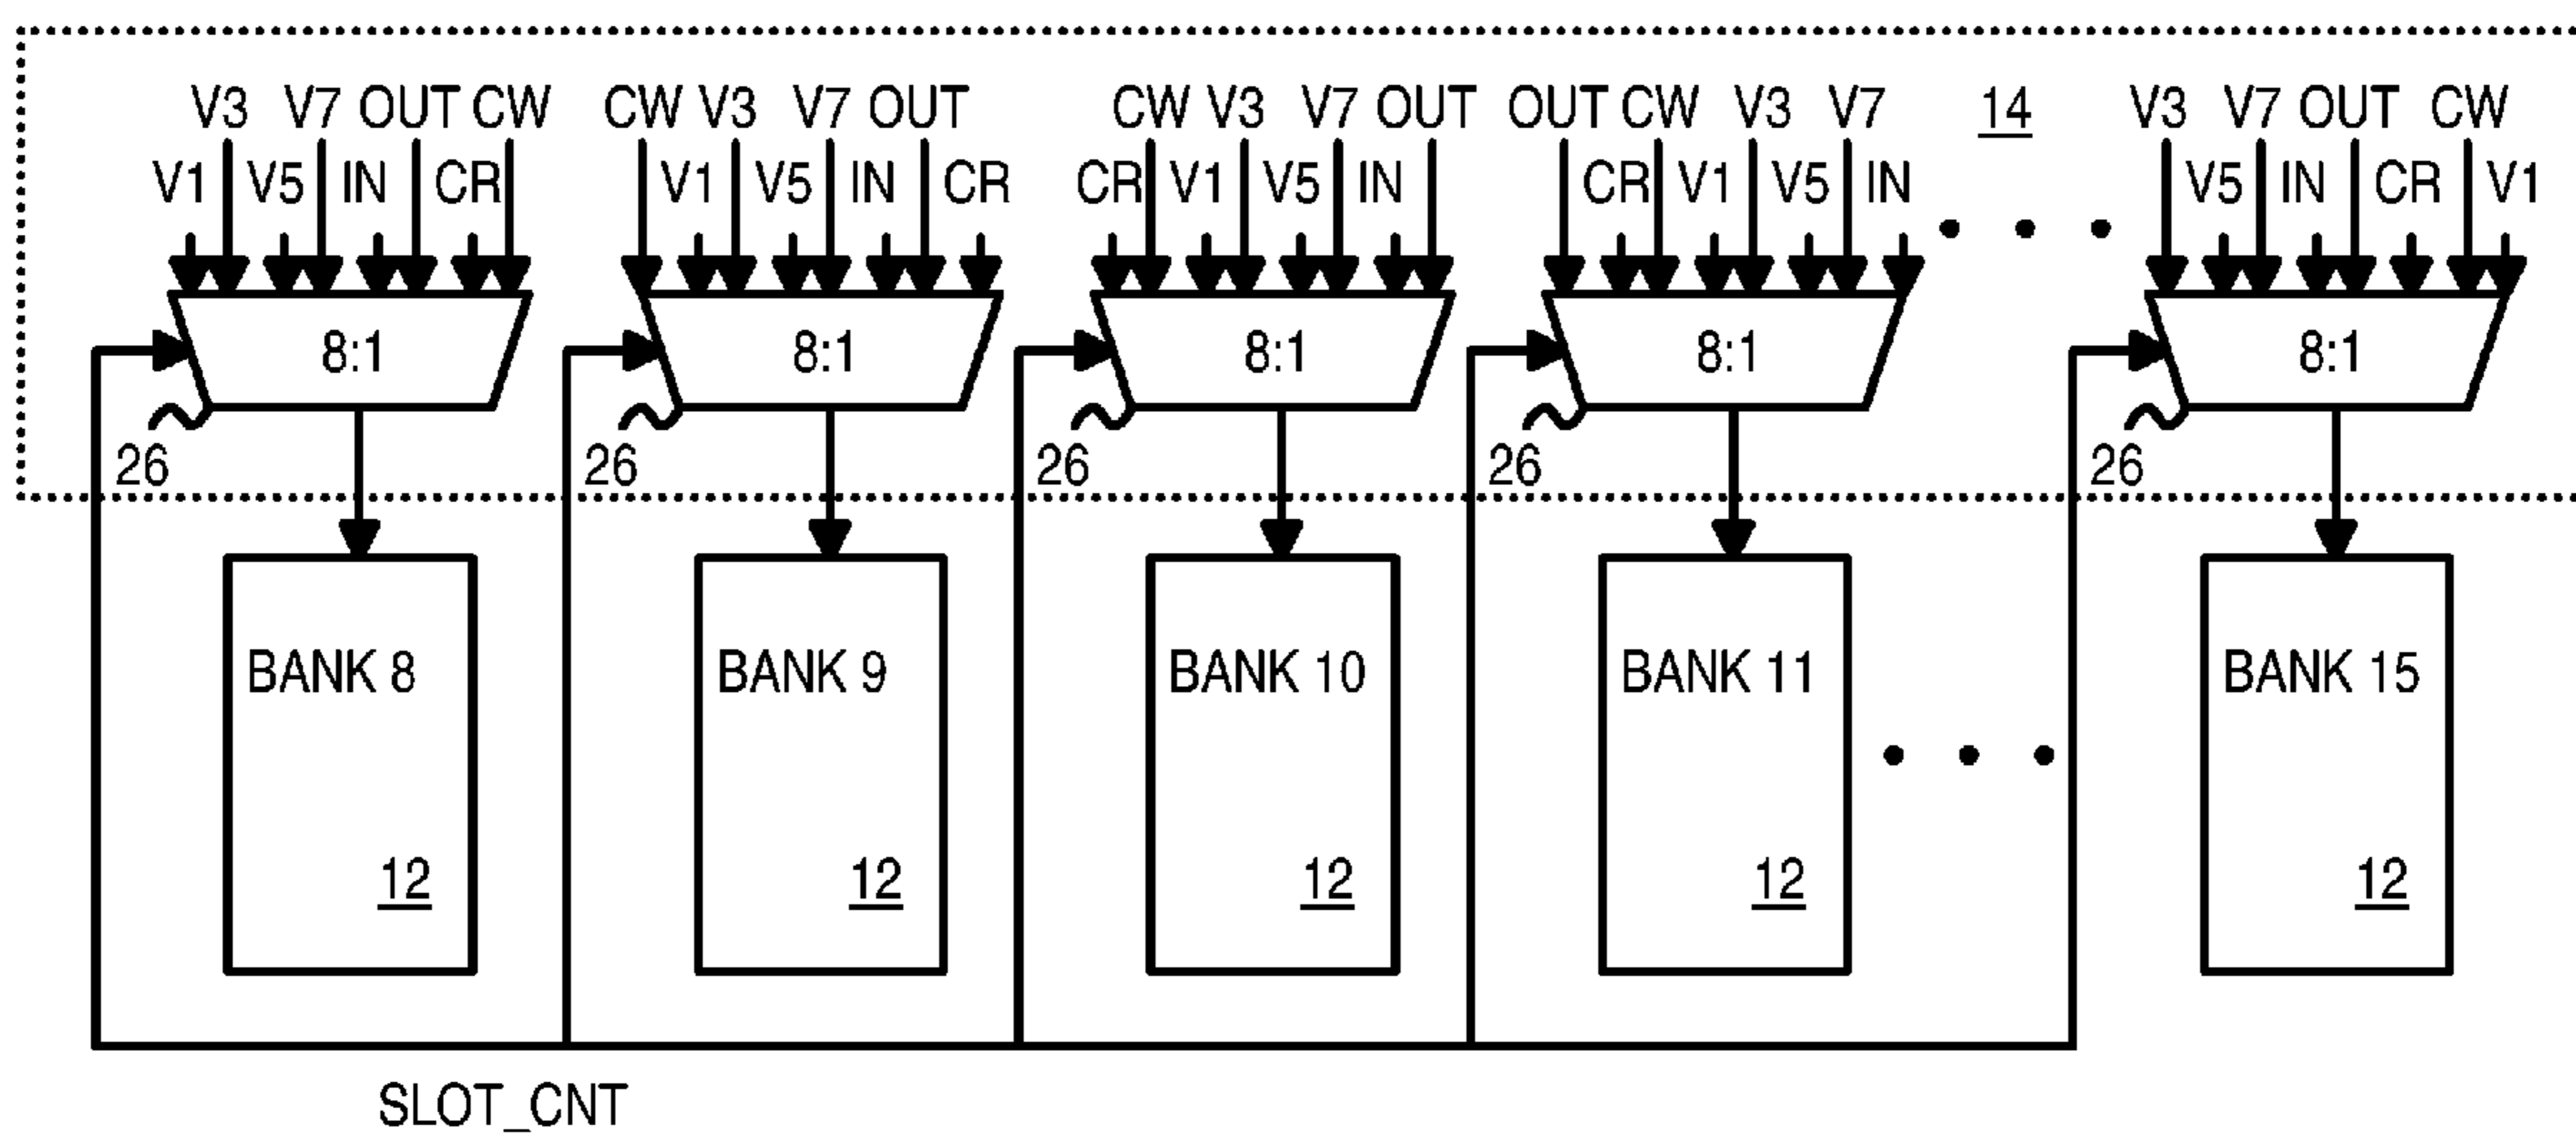 V3 V7 OUT CW CW V3 V7 OUT CW V3 V7 OUT OUT CW V3 V7 14 V3 V7 OUT CW
V1 V5 IN CR V1 V5 IN CR CR V1 V5 IN CR V1 V5 IN V5 IN CR V1
8:1 8:1 8:1 8:1 8:1
26 26 26 26 26
BANK 8 BANK 9 BANK 10 BANK 11 BANK 15
12 12 12 12 12
SLOT_CNT